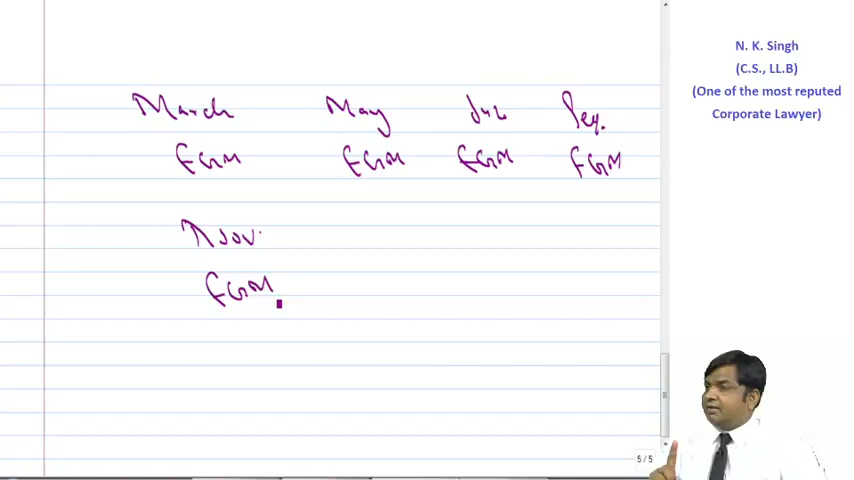 March May July Sep.
EGM EGM EGM EGM
Nov.
EGM
N. K. Singh
(C.S., LL.B)
(One of the most reputed
Corporate Lawyer)
5/5